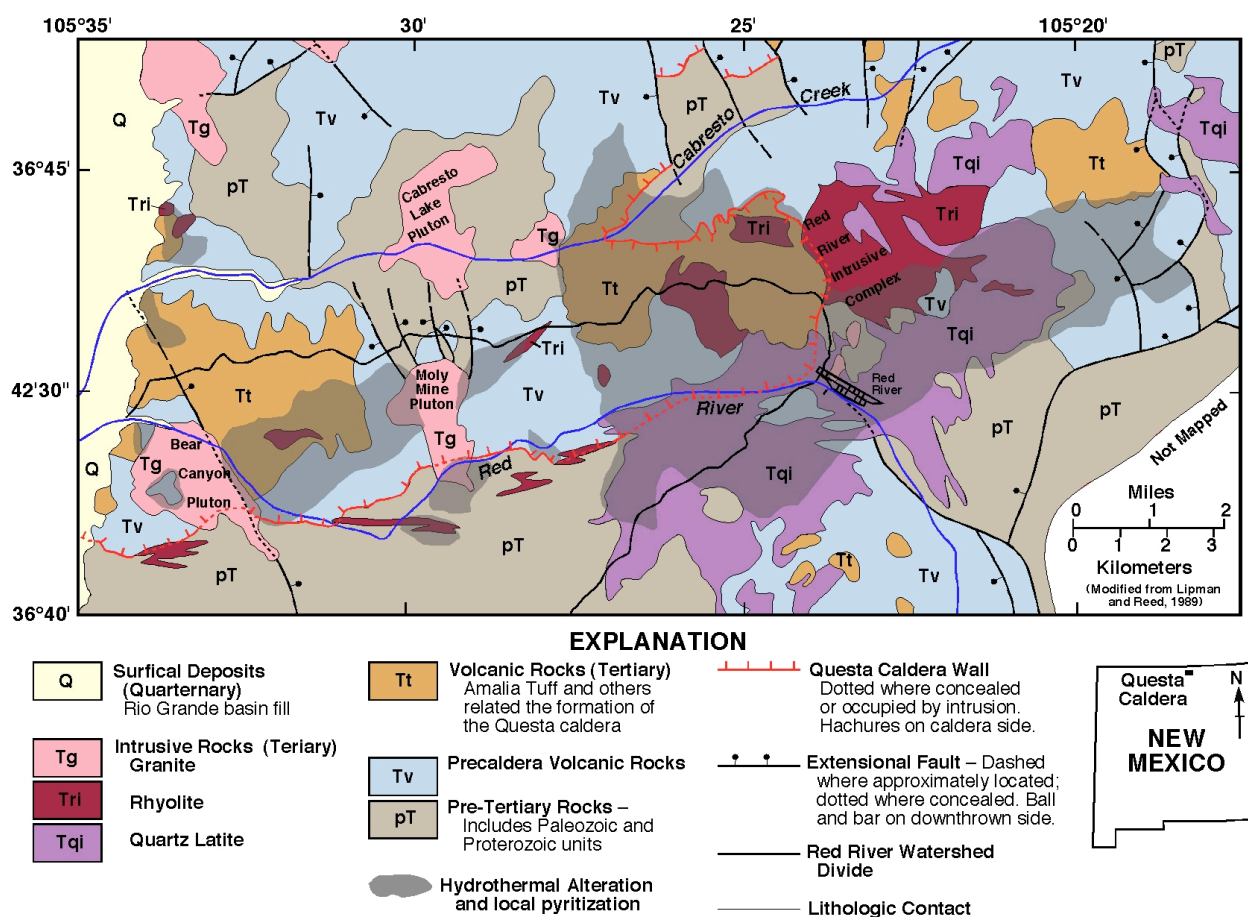 105°35'
30'
25'
105°20'
36°45'
42'30"
36°40'
Q
Tg
Tv
pT
Tv
pT
Cabresto
Creek
Tv
pT
Tqi
Tt
Tqi
Tri
Cabresto
Lake
Pluton
Tg
Tri
Red
River
Intrusive
Complex
Tri
Tt
pT
Tv
Tqi
Tri
Moly
Mine
Pluton
Tg
Tv
Tt
River
Red
River
pT
pT
Not Mapped
Q
Tg
Bear
Canyon
Pluton
Red
Tqi
Tv
pT
pT
Tt
Tv
Miles
0 1 2
0 1 2 3
Kilometers
(Modified from Lipman
and Reed, 1989)
EXPLANATION
Q
Surfical Deposits
(Quarternary)
Rio Grande basin fill
Intrusive Rocks (Teriary)
Tg
Granite
Tri
Rhyolite
Tqi
Quartz Latite
Tt
Volcanic Rocks (Tertiary)
Amalia Tuff and others
related the formation of
the Questa caldera
Tv
Precaldera Volcanic Rocks
pT
Pre-Tertiary Rocks –
Includes Paleozoic and
Proterozoic units
Hydrothermal Alteration
and local pyritization
Questa Caldera Wall
Dotted where concealed
or occupied by intrusion.
Hachures on caldera side.
Extensional Fault – Dashed
where approximately located;
dotted where concealed. Ball
and bar on downthrown side.
Red River Watershed
Divide
Lithologic Contact
Questa
Caldera
N
NEW
MEXICO